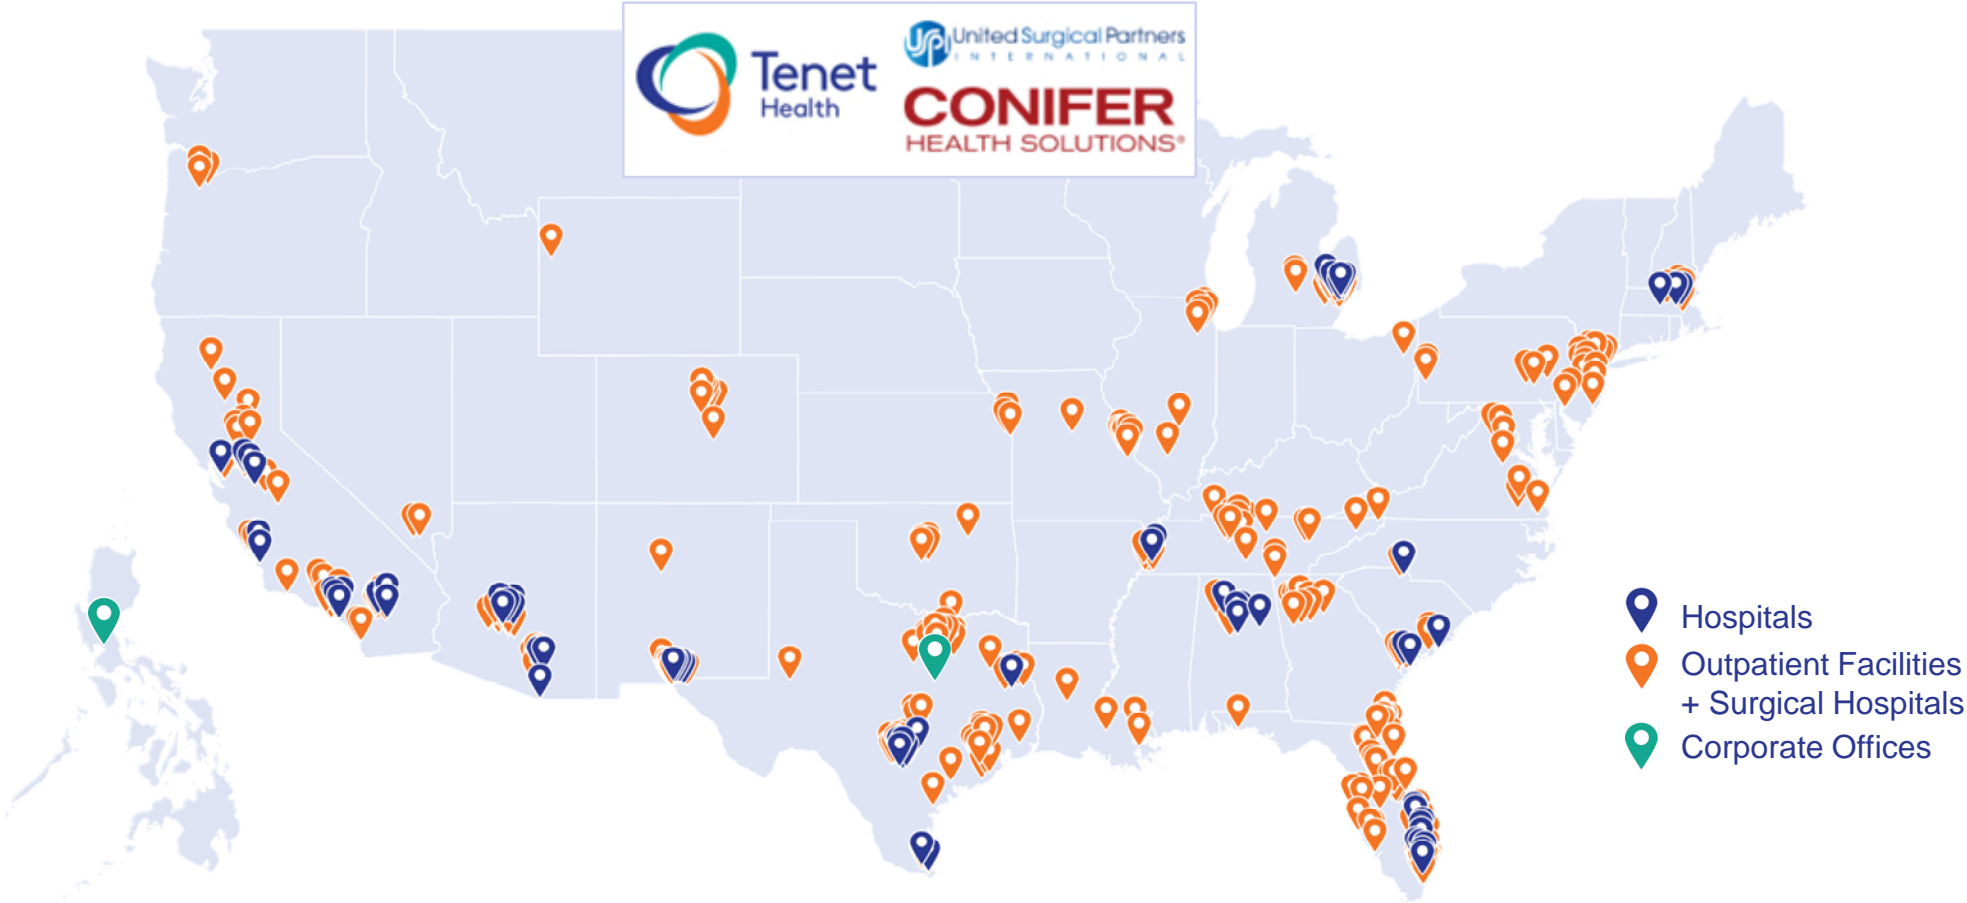 Tenet
Health
United Surgical Partners
INTERNATIONAL
CONIFER
HEALTH SOLUTIONS®
Hospitals
Outpatient Facilities
+ Surgical Hospitals
Corporate Offices